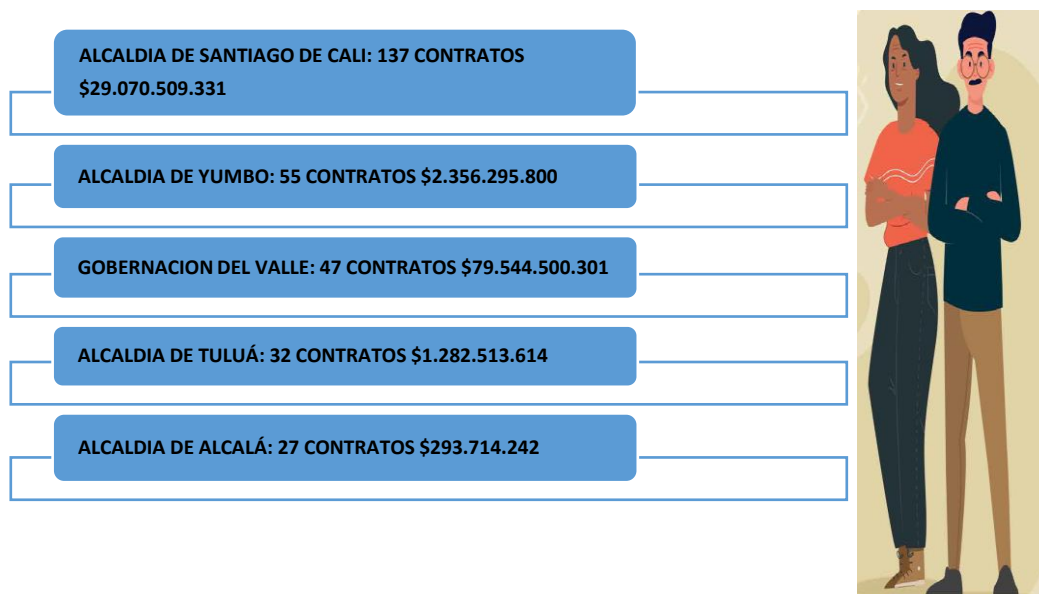 ALCALDIA DE SANTIAGO DE CALI: 137 CONTRATOS
$29.070.509.331
ALCALDIA DE YUMBO: 55 CONTRATOS $2.356.295.800
GOBERNACION DEL VALLE: 47 CONTRATOS $79.544.500.301
ALCALDIA DE TULUÁ: 32 CONTRATOS $1.282.513.614
ALCALDIA DE ALCALÁ: 27 CONTRATOS $293.714.242